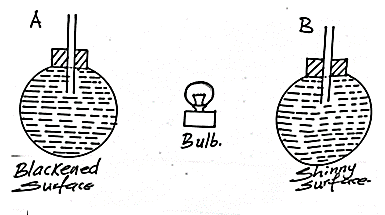 A
B
Bulb.
Blackened
Surface
Shinny
Surface